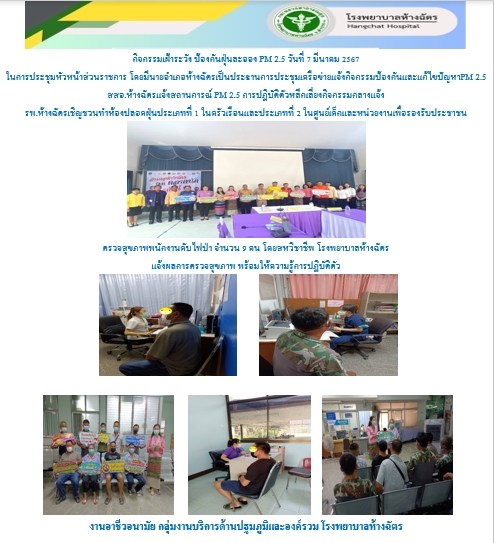 โรงพยาบาลห้างฉัตร
Hangchat Hospital
กิจกรรมเฝ้าระวัง ป้องกันฝุ่นละออง PM 2.5 วันที่ 7 มีนาคม 2567
ในการประชุมหัวหน้าส่วนราชการ โดยมีนายอำเภอห้างฉัตรเป็นประธานการประชุมเครือข่ายแจ้งกิจกรรมป้องกันและแก้ไขปัญหาPM 2.5
สสอ.ห้างฉัตรแจ้งสถานการณ์ PM 2.5 การปฏิบัติตัวหลีกเลี่ยงกิจกรรมกลางแจ้ง
รพ.ห้างฉัตรเชิญชวนทำห้องปลอดฝุ่นประเภทที่ 1 ในครัวเรือนและประเภทที่ 2 ในศูนย์เด็กและหน่วยงานเพื่อรองรับประชาชน
ตรวจสุขภาพพนักงานดับไฟป่า จำนวน 9 คน โดยสหวิชาชีพ โรงพยาบาลห้างฉัตร
แจ้งผลการตรวจสุขภาพ พร้อมให้ความรู้การปฏิบัติตัว
งานอาชีวอนามัย กลุ่มงานบริการด้านปฐมภูมิและองค์รวม โรงพยาบาลห้างฉัตร